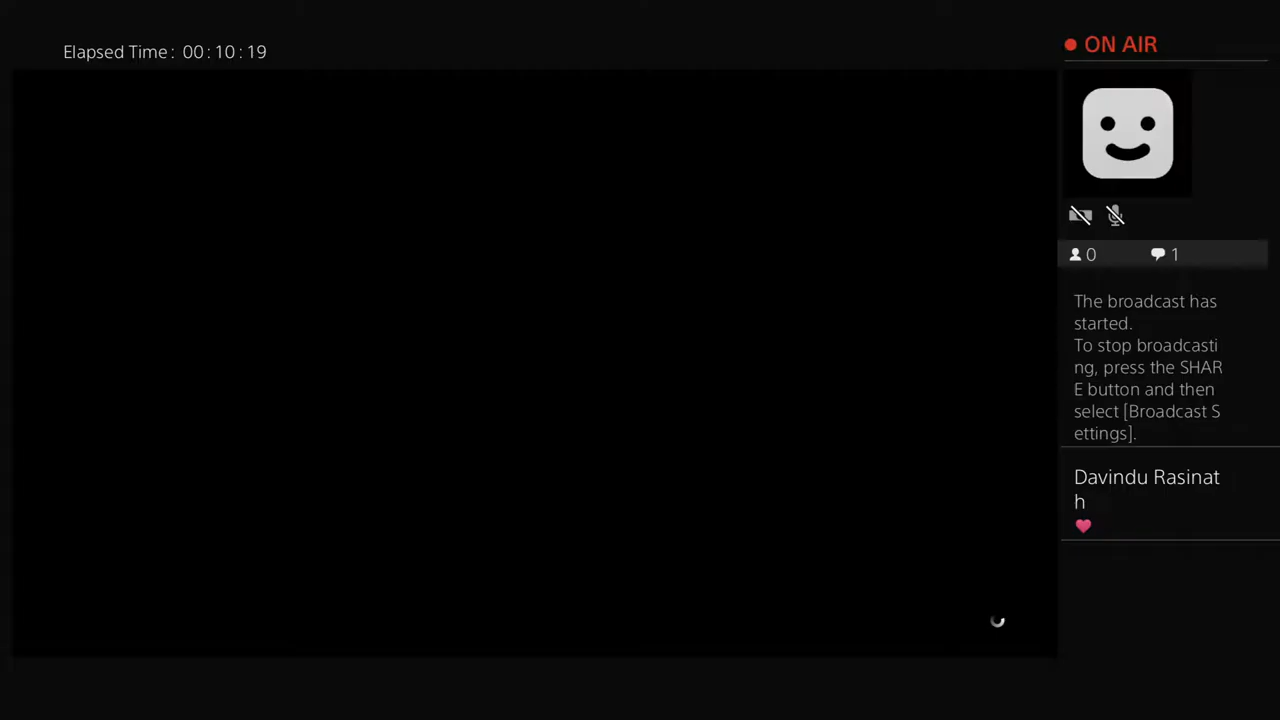 Elapsed Time: 00:10:19
ON AIR
0 1
The broadcast has
started.
To stop broadcasti
ng, press the SHAR
E button and then
select [Broadcast S
ettings].
Davindu Rasinat
h